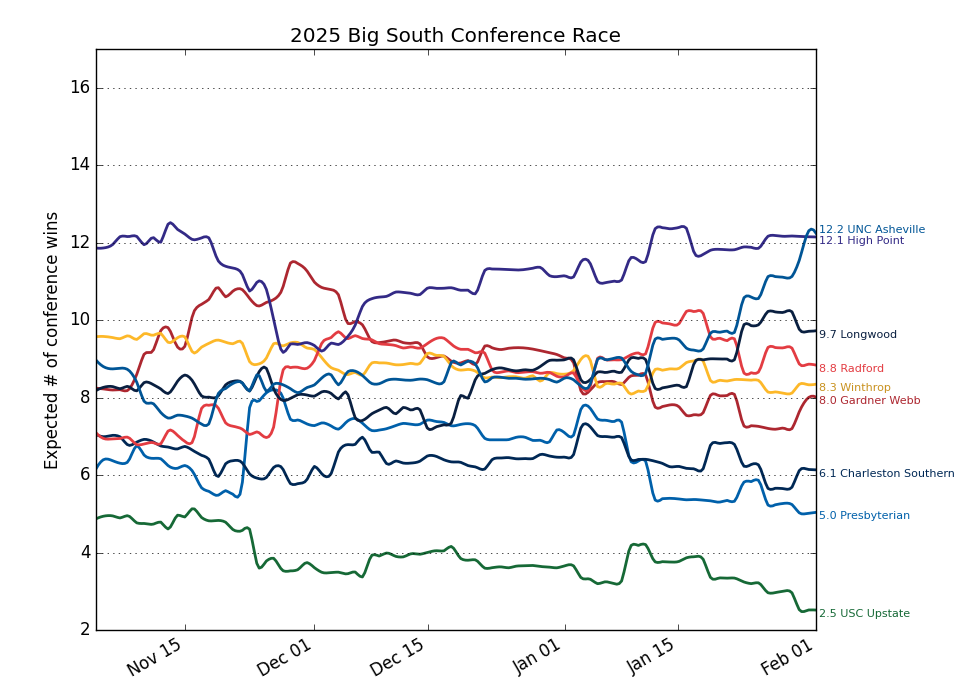 2025 Big South Conference Race
Expected # of conference wins
16
14
12
10
8
6
4
2
12.2 UNC Asheville
12.1 High Point
9.7 Longwood
8.8 Radford
8.3 Winthrop
8.0 Gardner Webb
6.1 Charleston Southern
5.0 Presbyterian
2.5 USC Upstate
Nov 15
Dec 01
Dec 15
Jan 01
Jan 15
Feb 01